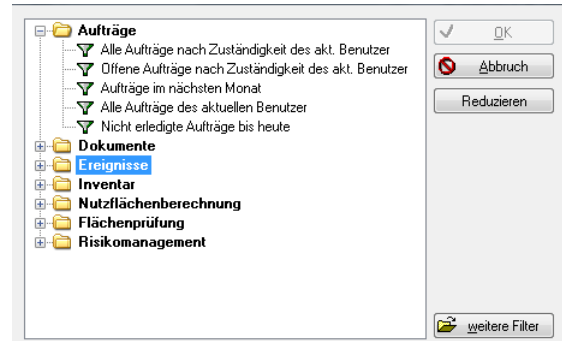 Aufträge
Alle Aufträge nach Zuständigkeit des akt. Benutzer
Offene Aufträge nach Zuständigkeit des akt. Benutzer
Aufträge im nächsten Monat
Alle Aufträge des aktuellen Benutzer
Nicht erledigte Aufträge bis heute
Dokumente
Ereignisse
Inventar
Nutzflächenberechnung
Flächenprüfung
Risikomanagement
OK
Abbruch
Reduzieren
weitere Filter